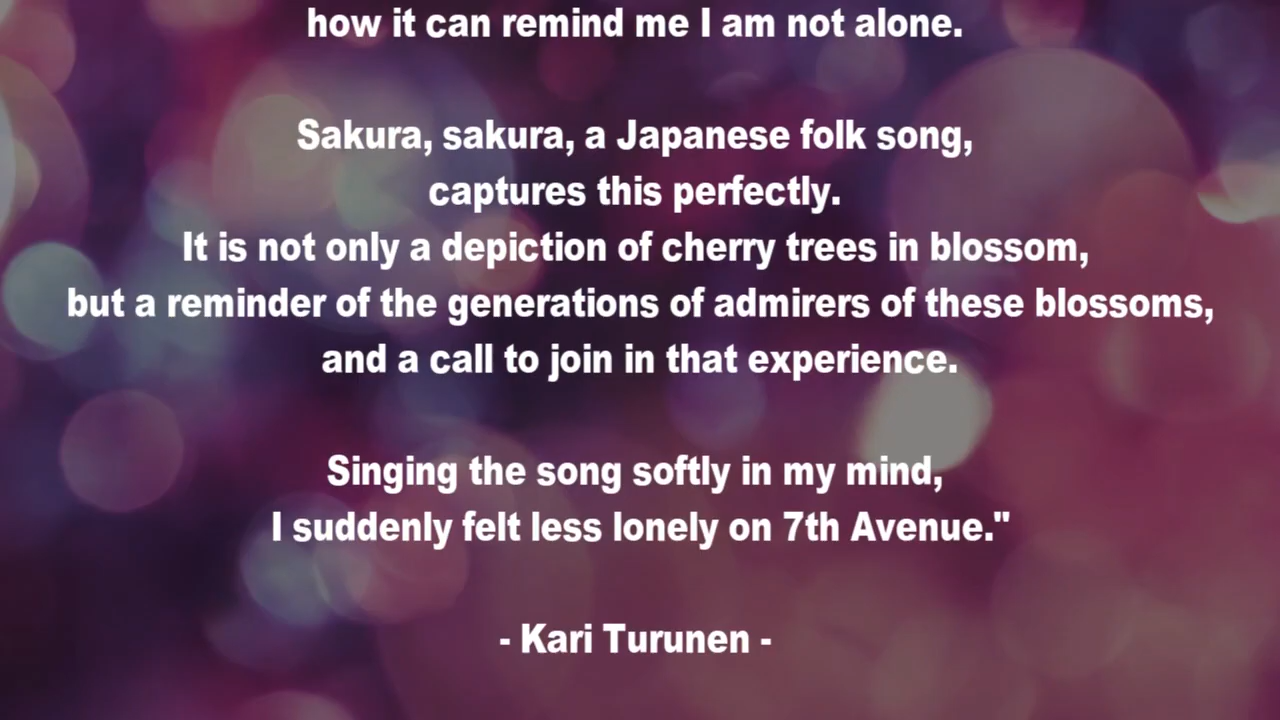 how it can remind me I am not alone.
Sakura, sakura, a Japanese folk song,
captures this perfectly.
It is not only a depiction of cherry trees in blossom,
but a reminder of the generations of admirers of these blossoms,
and a call to join in that experience.
Singing the song softly in my mind,
I suddenly felt less lonely on 7th Avenue."
- Kari Turunen -